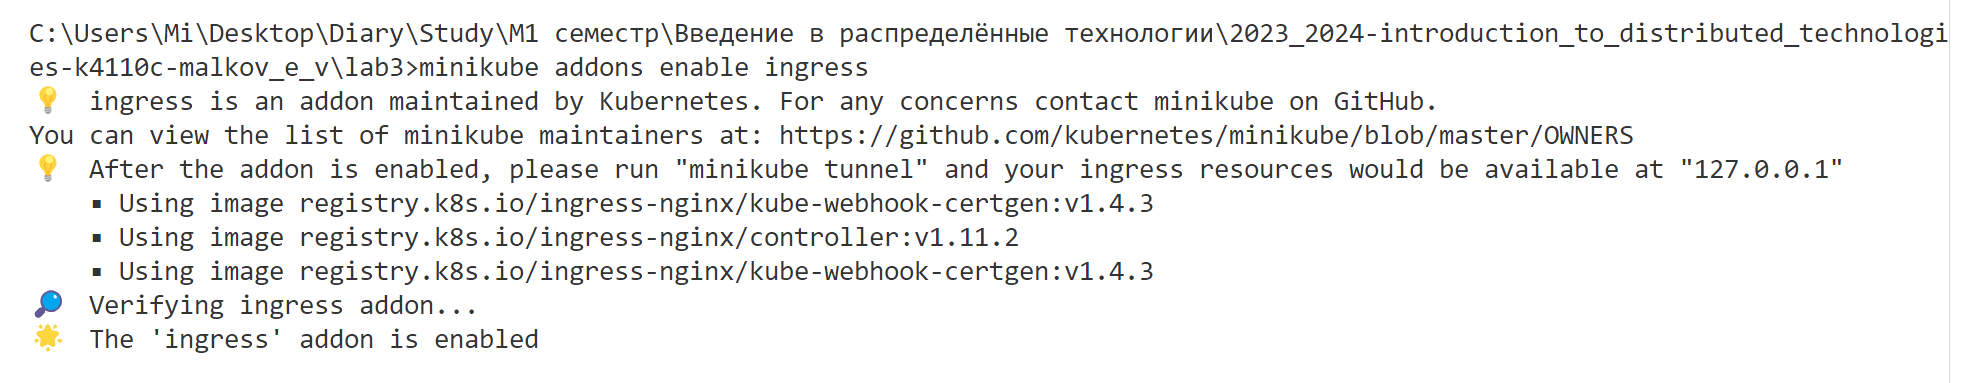 C:\Users\Mi\Desktop\Diary\Study\M1 семестр\Введение в распределённые технологии\2023_2024-introduction_to_distributed_technologi
es-k4110c-malkov_e_v\lab3>minikube addons enable ingress
💡  ingress is an addon maintained by Kubernetes. For any concerns contact minikube on GitHub.
You can view the list of minikube maintainers at: https://github.com/kubernetes/minikube/blob/master/OWNERS
💡  After the addon is enabled, please run "minikube tunnel" and your ingress resources would be available at "127.0.0.1"
    ▪ Using image registry.k8s.io/ingress-nginx/kube-webhook-certgen:v1.4.3
    ▪ Using image registry.k8s.io/ingress-nginx/controller:v1.11.2
    ▪ Using image registry.k8s.io/ingress-nginx/kube-webhook-certgen:v1.4.3
🔎  Verifying ingress addon...
🌟  The 'ingress' addon is enabled